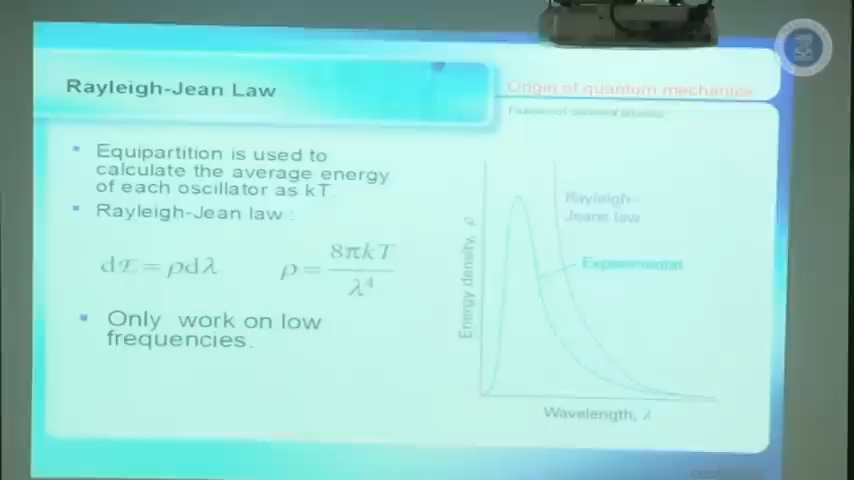 Rayleigh-Jean Law
Origin of quantum mechanics
Equipartition is used to
calculate the average energy
of each oscillator as kT.
Rayleigh-Jean law :
dE = ρdλ
ρ = 8πkT / λ⁴
Only work on low
frequencies.
Rayleigh-
Jeans law
Experimental
Energy density, ρ
Wavelength, λ